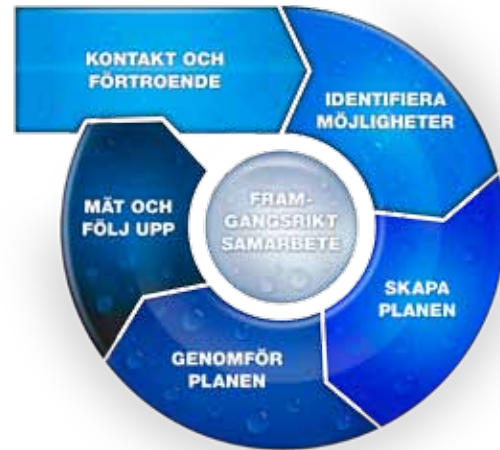 KONTAKT OCH
FÖRTROENDE
IDENTIFIERA
MÖJLIGHETER
SKAPA
PLANEN
GENOMFÖR
PLANEN
MÄT OCH
FÖLJ UPP
FRAM-
GANGSRIKT
SAMARBETE